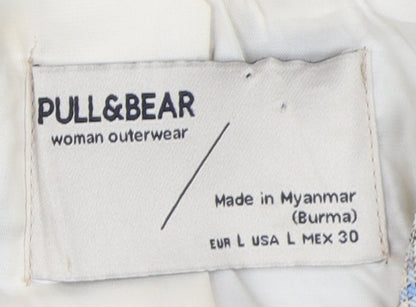 PULL&BEAR
woman outerwear
Made in Myanmar
(Burma)
EUR L USA L MEX 30